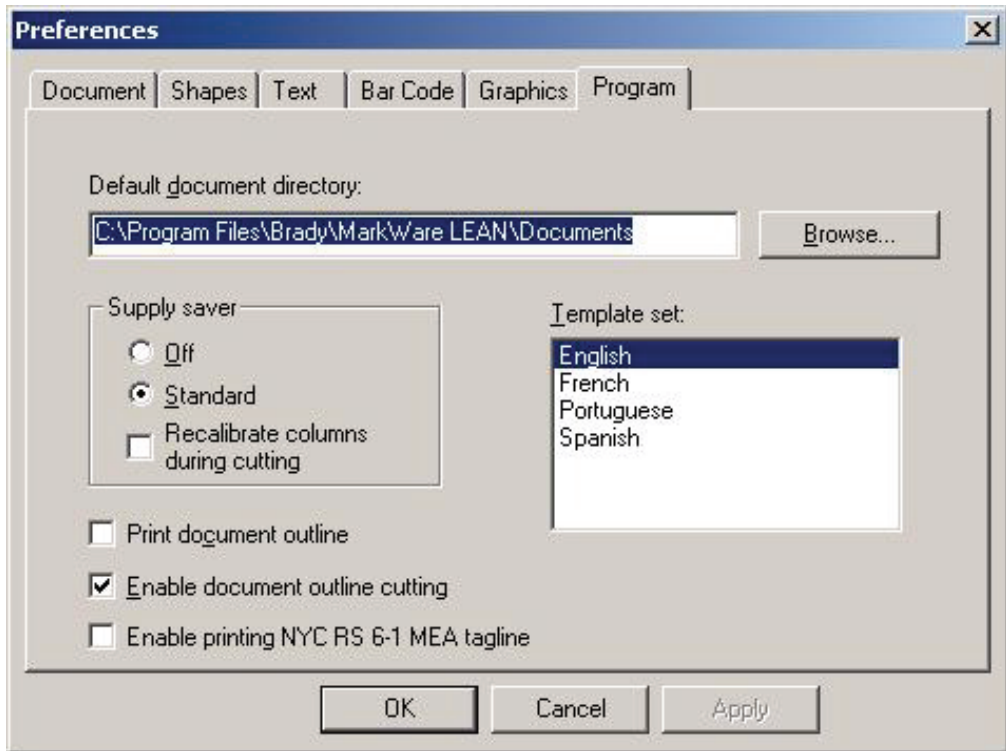 Preferences
Document Shapes Text Bar Code Graphics Program
Default document directory:
C:\Program Files\Brady\MarkWare LEAN\Documents
Browse...
Supply saver
Off
Standard
Recalibrate columns
during cutting
Template set:
English
French
Portuguese
Spanish
Print document outline
Enable document outline cutting
Enable printing NYC RS 6-1 MEA tagline
OK Cancel Apply